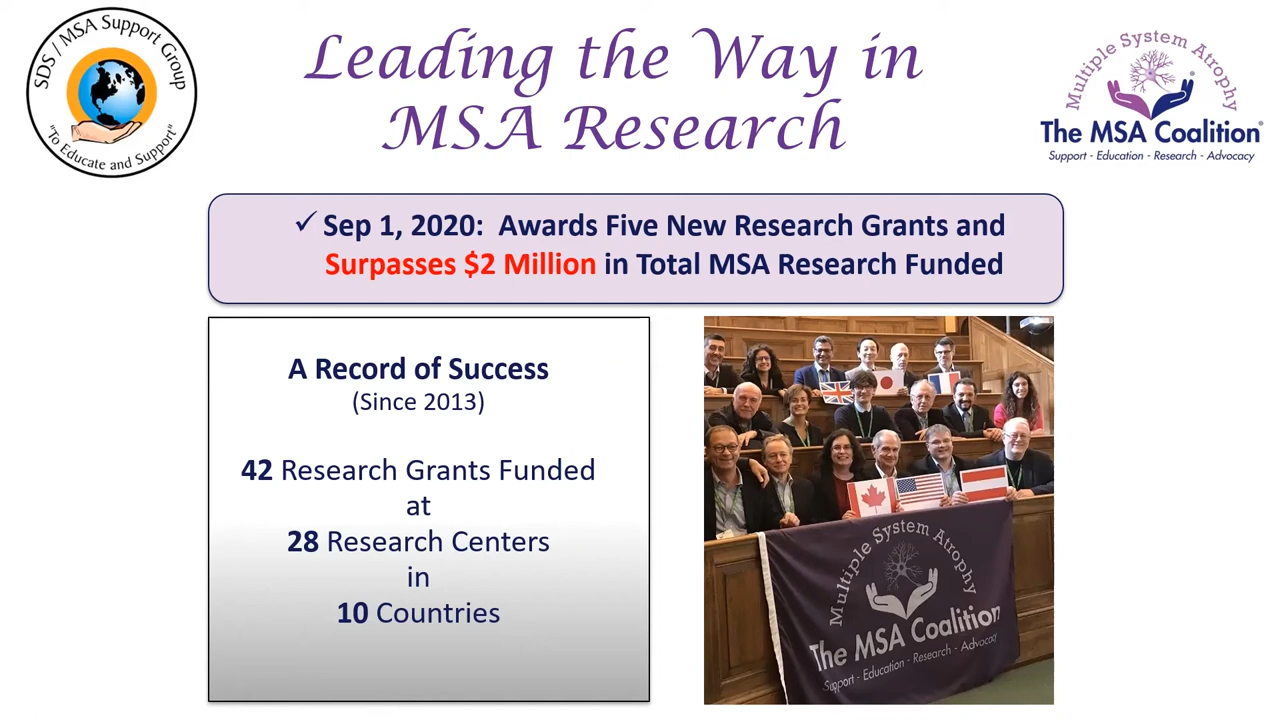 SDS / MSA Support Group
"To Educate and Support"
Leading the Way in
MSA Research
Multiple System Atrophy
The MSA Coalition®
Support - Education - Research - Advocacy
✓ Sep 1, 2020: Awards Five New Research Grants and
Surpasses $2 Million in Total MSA Research Funded
A Record of Success
(Since 2013)
42 Research Grants Funded
at
28 Research Centers
in
10 Countries
Multiple System Atrophy
The MSA Coalition
Support - Education - Research - Advocacy